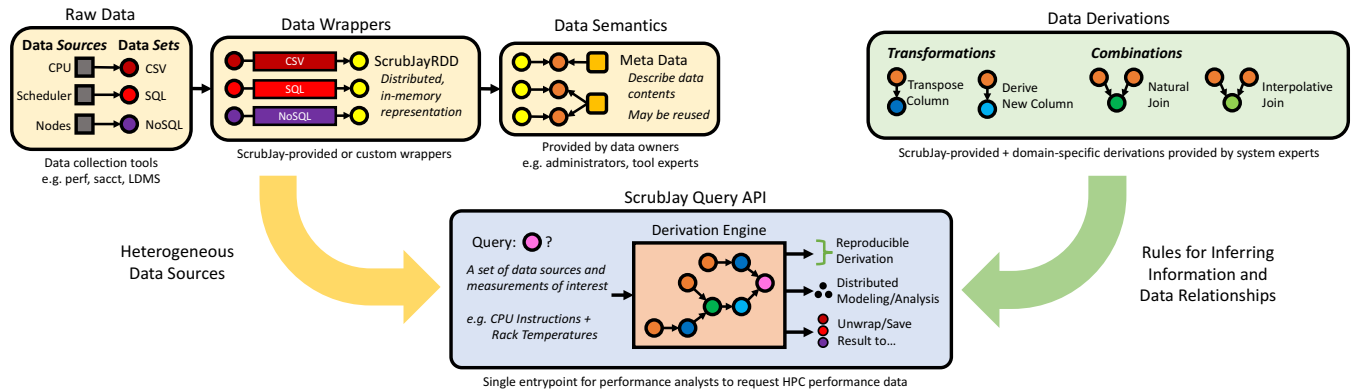 Raw Data
Data Sources
Data Sets
CPU
CSV
Scheduler
SQL
Nodes
NoSQL
Data collection tools
e.g. perf, sacct, LDMS
Data Wrappers
CSV
SQL
NoSQL
ScrubJayRDD
Distributed,
in-memory
representation
ScrubJay-provided or custom wrappers
Data Semantics
Meta Data
Describe data
contents
May be reused
Provided by data owners
e.g. administrators, tool experts
Data Derivations
Transformations
Combinations
Transpose
Column
Derive
New Column
Natural
Join
Interpolative
Join
ScrubJay-provided + domain-specific derivations provided by system experts
Heterogeneous
Data Sources
ScrubJay Query API
Query: ?
A set of data sources and
measurements of interest
e.g. CPU Instructions +
Rack Temperatures
Derivation Engine
Reproducible
Derivation
Distributed
Modeling/Analysis
Unwrap/Save
Result to...
Rules for Inferring
Information and
Data Relationships
Single entrypoint for performance analysts to request HPC performance data